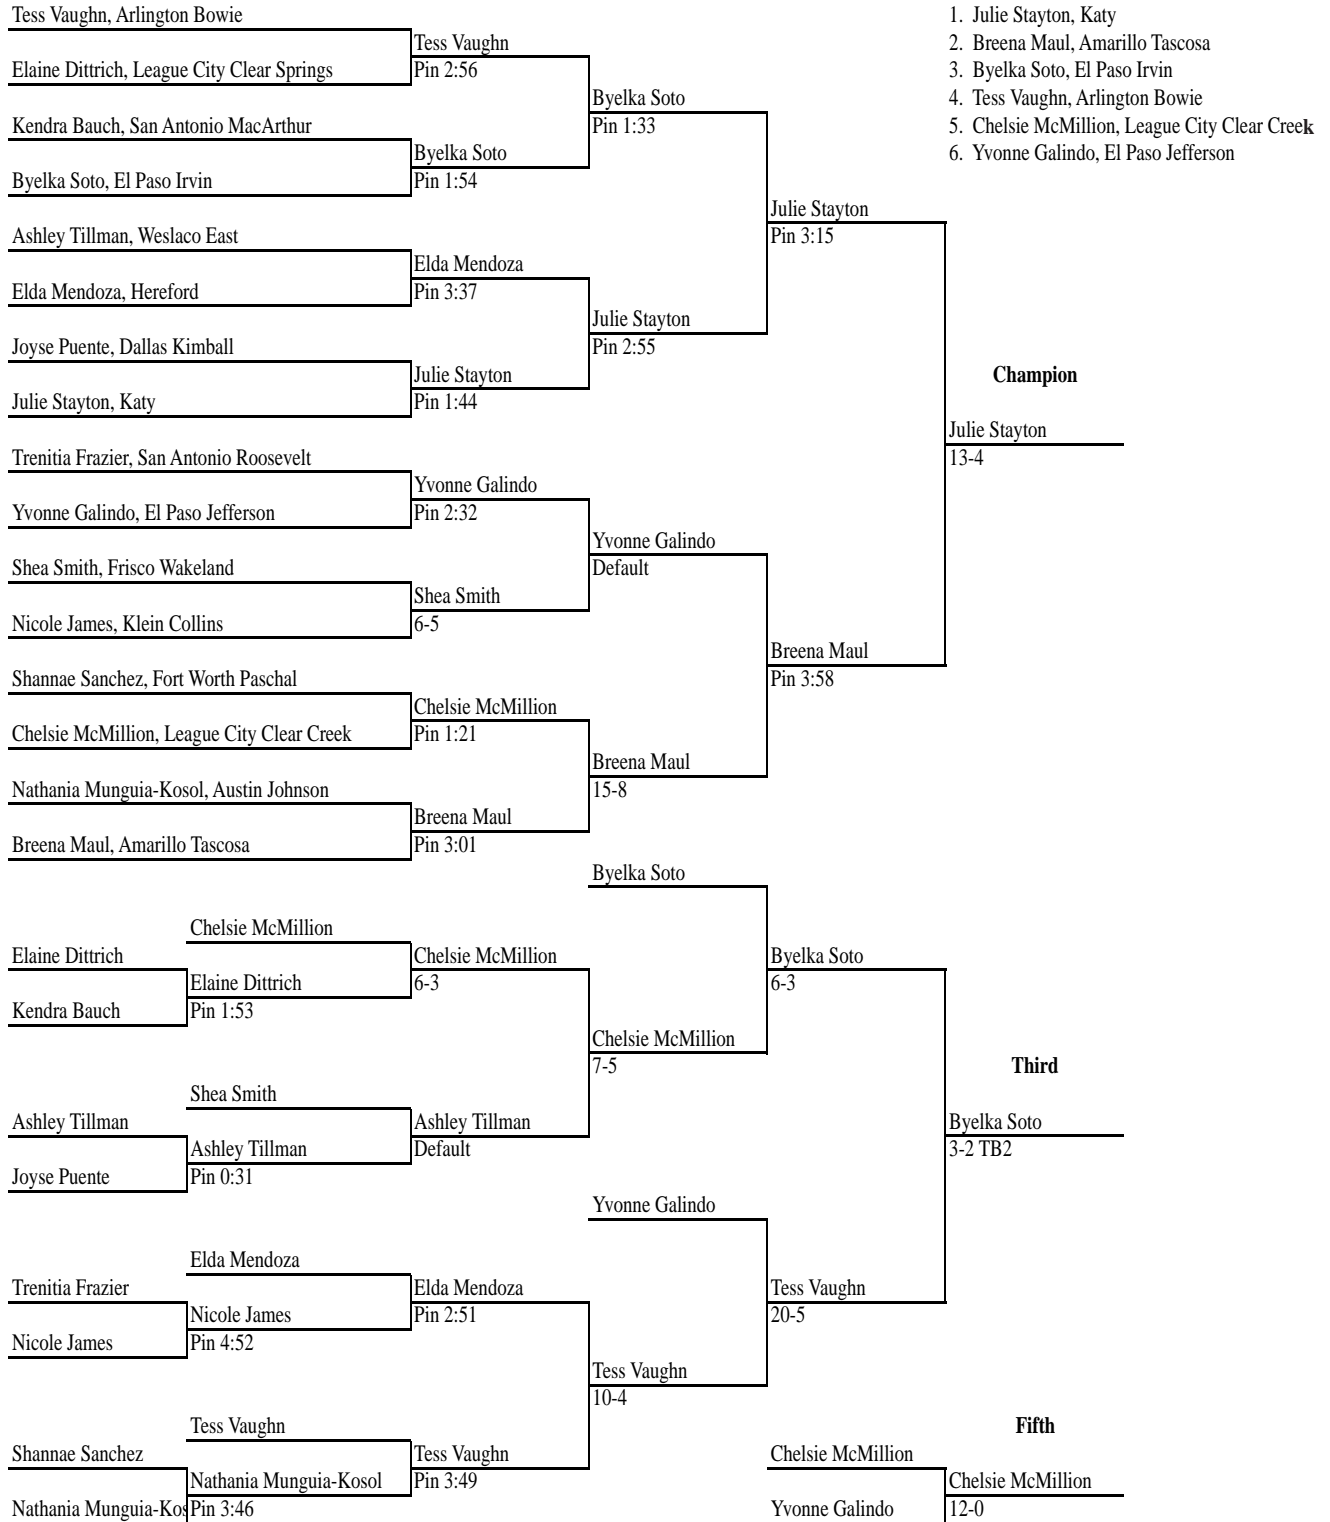 Tess Vaughn, Arlington Bowie
Elaine Dittrich, League City Clear Springs
Kendra Bauch, San Antonio MacArthur
Byelka Soto, El Paso Irvin
Ashley Tillman, Weslaco East
Elda Mendoza, Hereford
Joyse Puente, Dallas Kimball
Julie Stayton, Katy
Trenitia Frazier, San Antonio Roosevelt
Yvonne Galindo, El Paso Jefferson
Shea Smith, Frisco Wakeland
Nicole James, Klein Collins
Shannae Sanchez, Fort Worth Paschal
Chelsie McMillion, League City Clear Creek
Nathania Munguia-Kosol, Austin Johnson
Breena Maul, Amarillo Tascosa
Tess Vaughn
Pin 2:56
Byelka Soto
Pin 1:54
Elda Mendoza
Pin 3:37
Julie Stayton
Pin 1:44
Yvonne Galindo
Pin 2:32
Shea Smith
6-5
Chelsie McMillion
Pin 1:21
Breena Maul
Pin 3:01
Byelka Soto
Pin 1:33
Julie Stayton
Pin 2:55
Yvonne Galindo
Default
Breena Maul
15-8
Julie Stayton
Pin 3:15
Breena Maul
Pin 3:58
Champion
Julie Stayton
13-4
1. Julie Stayton, Katy
2. Breena Maul, Amarillo Tascosa
3. Byelka Soto, El Paso Irvin
4. Tess Vaughn, Arlington Bowie
5. Chelsie McMillion, League City Clear Creek
6. Yvonne Galindo, El Paso Jefferson
Elaine Dittrich
Kendra Bauch
Ashley Tillman
Joyse Puente
Trenitia Frazier
Nicole James
Shannae Sanchez
Nathania Munguia-Kos
Chelsie McMillion
Elaine Dittrich
Pin 1:53
Shea Smith
Ashley Tillman
Pin 0:31
Elda Mendoza
Nicole James
Pin 4:52
Tess Vaughn
Nathania Munguia-Kosol
Pin 3:46
Chelsie McMillion
6-3
Ashley Tillman
Default
Elda Mendoza
Pin 2:51
Tess Vaughn
Pin 3:49
Byelka Soto
Chelsie McMillion
7-5
Yvonne Galindo
Tess Vaughn
10-4
Byelka Soto
6-3
Tess Vaughn
20-5
Third
Byelka Soto
3-2 TB2
Fifth
Chelsie McMillion
Yvonne Galindo
Chelsie McMillion
12-0